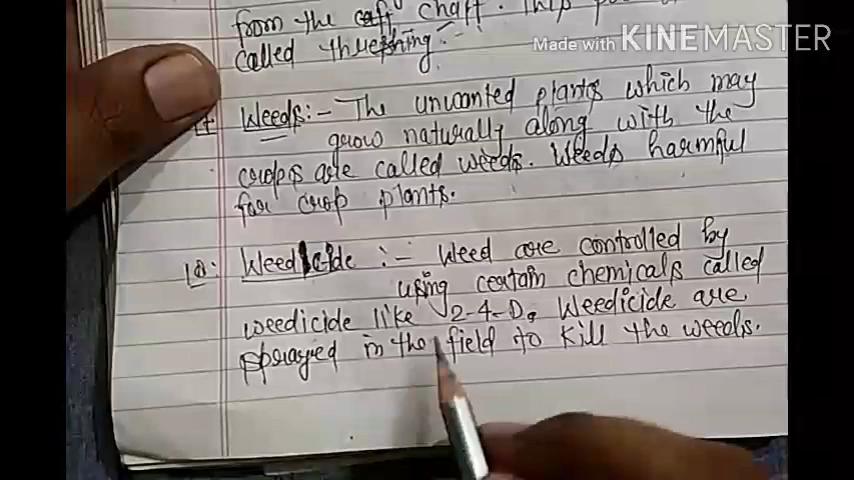 from the chaff. This
called threshing:-
Made with KINEMASTER
17 Weeds:- The unwanted plants which may
grow naturally along with the
crops are called weeds. Weeds harmful
for crop plants.
18: Weedicide :- Weed are controlled by
using certain chemicals called
weedicide like 2-4-D. Weedicide are
sprayed in the field to kill the weeds.